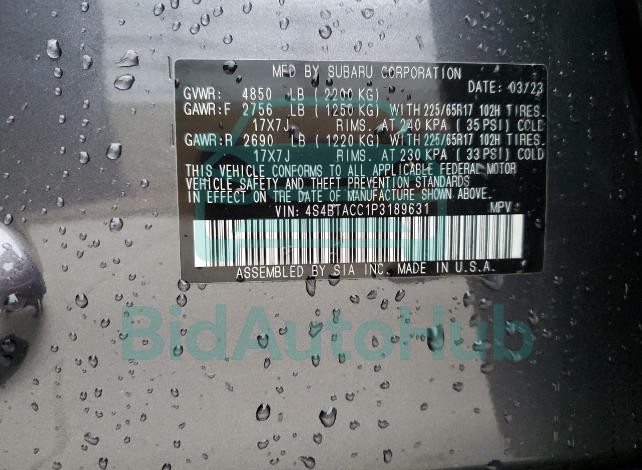 MFD BY SUBARU CORPORATION
GVWR: 4850 LB (2200 KG) DATE: 03/23
GAWR:F 2756 LB (1250 KG) WITH 225/65R17 102H TIRES.
17X7J RIMS. AT 240 KPA (35 PSI) COLD
GAWR:R 2690 LB (1220 KG) WITH 225/65R17 102H TIRES.
17X7J RIMS. AT 230 KPA (33 PSI) COLD
THIS VEHICLE CONFORMS TO ALL APPLICABLE FEDERAL MOTOR
VEHICLE SAFETY AND THEFT PREVENTION STANDARDS
IN EFFECT ON THE DATE OF MANUFACTURE SHOWN ABOVE.
VIN: 4S4BTACC1P3189631 MPV
ASSEMBLED BY SIA INC. MADE IN U.S.A.
BidAutoHub